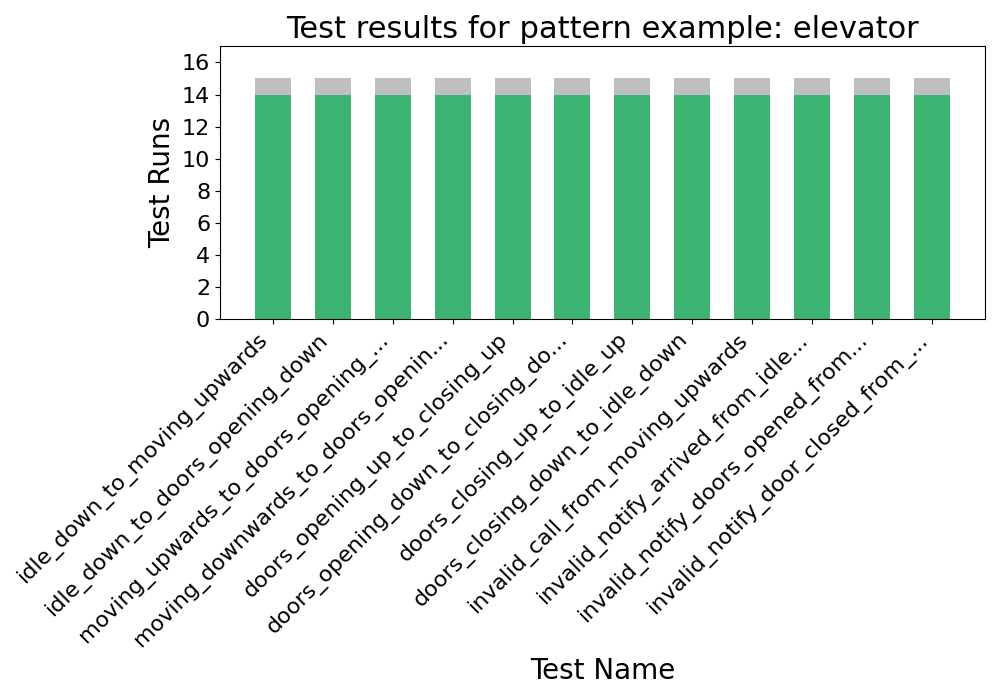 Test results for pattern example: elevator
Test Runs
16
14
12
10
8
6
4
2
0
idle_down_to_moving_upwards
idle_down_to_doors_opening_down
moving_upwards_to_doors_opening_...
moving_downwards_to_doors_openin...
doors_opening_up_to_closing_up
doors_opening_down_to_closing_do...
doors_closing_up_to_idle_up
doors_closing_down_to_idle_down
invalid_call_from_moving_upwards
invalid_notify_arrived_from_idle...
invalid_notify_doors_opened_from...
invalid_notify_door_closed_from_...
Test Name